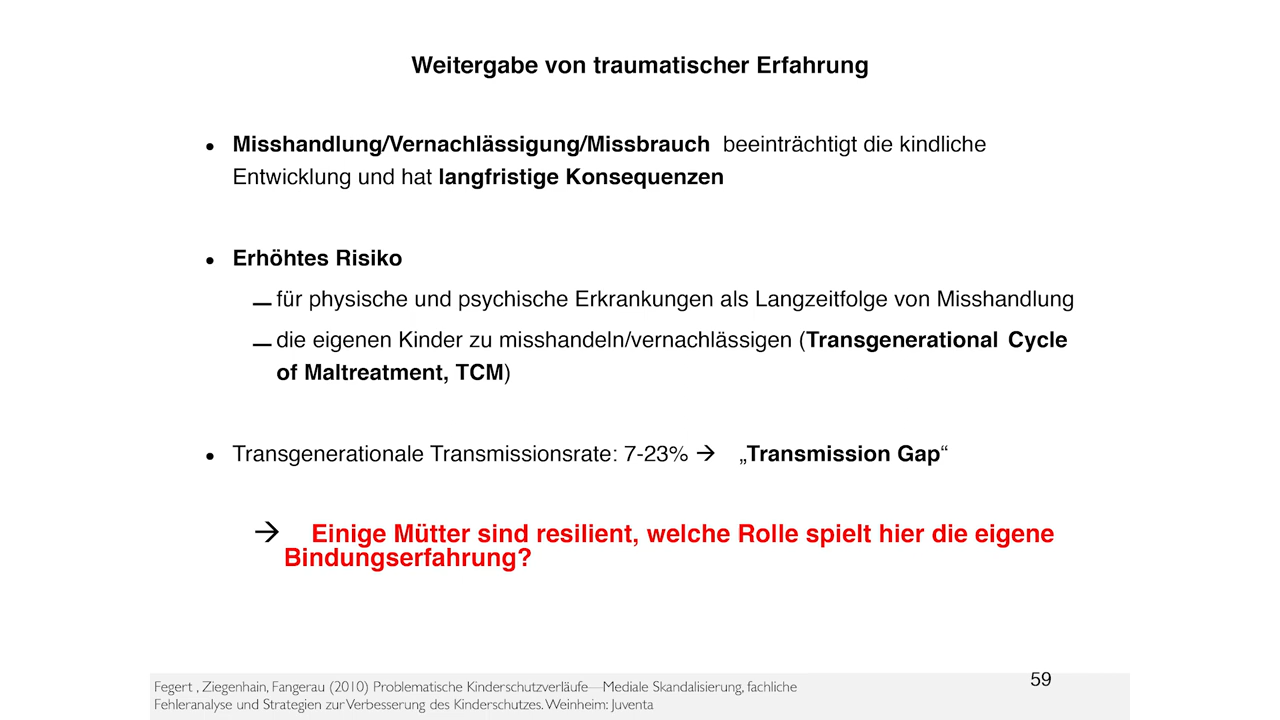 Weitergabe von traumatischer Erfahrung
• Misshandlung/Vernachlässigung/Missbrauch beeinträchtigt die kindliche
Entwicklung und hat langfristige Konsequenzen
• Erhöhtes Risiko
– für physische und psychische Erkrankungen als Langzeitfolge von Misshandlung
– die eigenen Kinder zu misshandeln/vernachlässigen (Transgenerational Cycle
of Maltreatment, TCM)
• Transgenerationale Transmissionsrate: 7-23% → „Transmission Gap“
→ Einige Mütter sind resilient, welche Rolle spielt hier die eigene
Bindungserfahrung?
59
Fegert , Ziegenhain, Fangerau (2010) Problematische Kinderschutzverläufe—Mediale Skandalisierung, fachliche
Fehleranalyse und Strategien zur Verbesserung des Kinderschutzes. Weinheim: Juventa